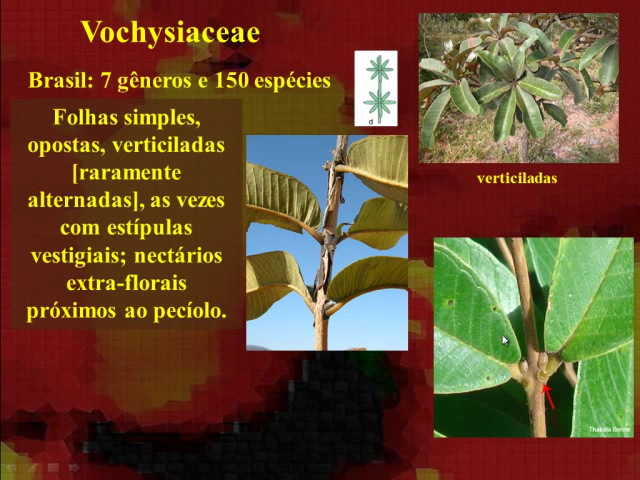 Vochysiaceae
Brasil: 7 gêneros e 150 espécies
Folhas simples,
opostas, verticiladas
[raramente
alternadas], as vezes
com estípulas
vestigiais; nectários
extra-florais
próximos ao pecíolo.
d
verticiladas